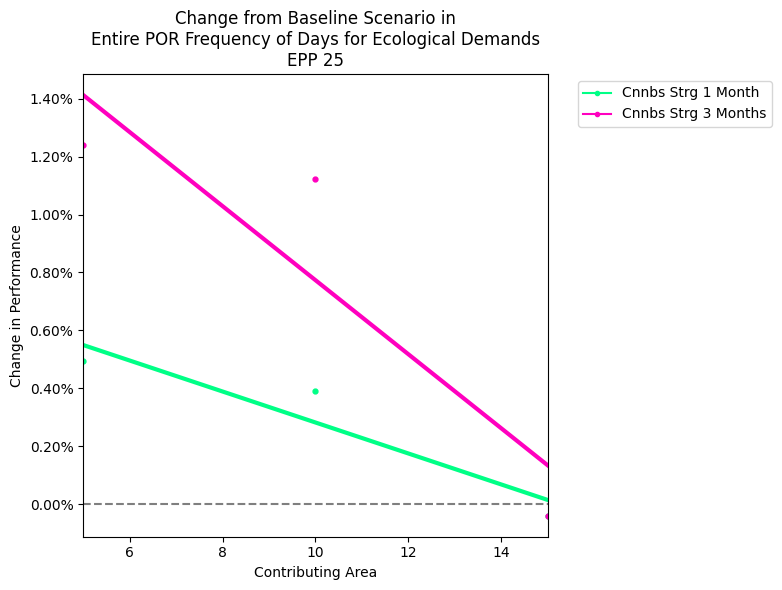 Change from Baseline Scenario in
Entire POR Frequency of Days for Ecological Demands
EPP 25
Cnnbs Strg 1 Month
Cnnbs Strg 3 Months
Change in Performance
1.40%
1.20%
1.00%
0.80%
0.60%
0.40%
0.20%
0.00%
6 8 10 12 14
Contributing Area